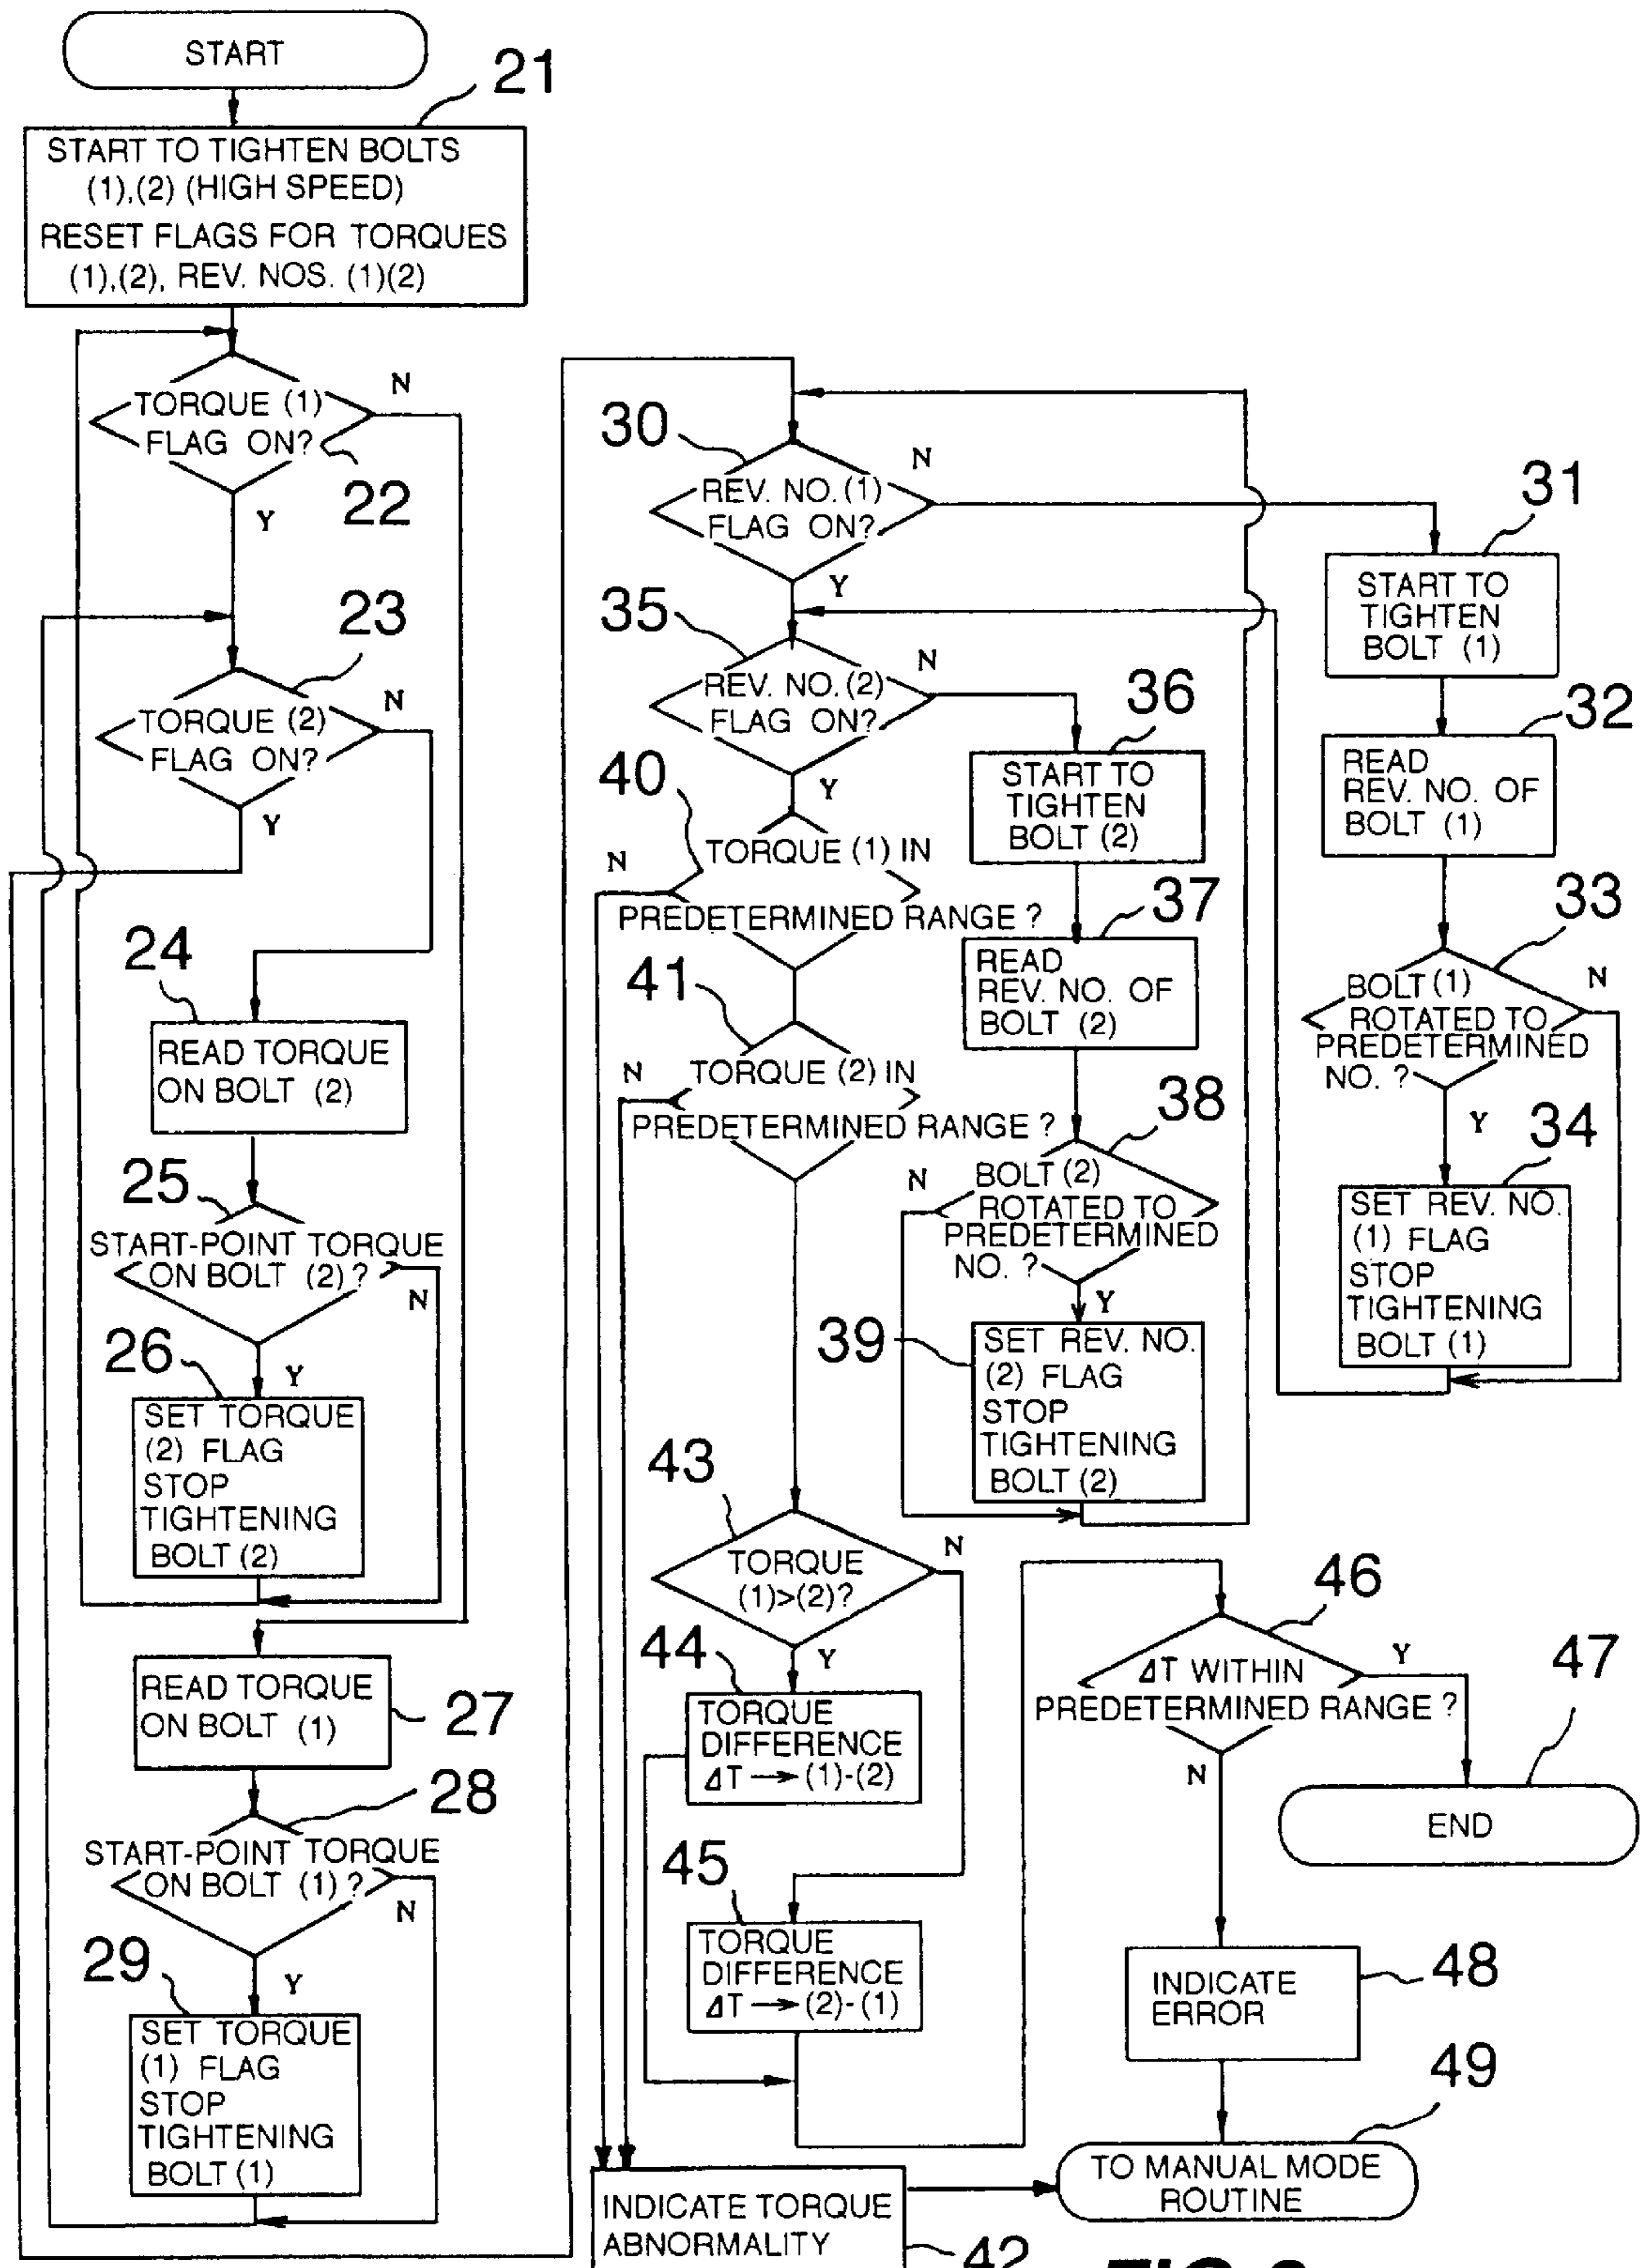 START
21
START TO TIGHTEN BOLTS
(1),(2) (HIGH SPEED)
RESET FLAGS FOR TORQUES
(1),(2), REV. NOS. (1)(2)
TORQUE (1)
FLAG ON?
N
22
Y
23
TORQUE (2)
FLAG ON?
N
Y
24
READ TORQUE
ON BOLT (2)
25
START-POINT TORQUE
ON BOLT (2)?
N
26
Y
SET TORQUE
(2) FLAG
STOP
TIGHTENING
BOLT (2)
READ TORQUE
ON BOLT (1)
27
28
START-POINT TORQUE
ON BOLT (1)?
N
29
Y
SET TORQUE
(1) FLAG
STOP
TIGHTENING
BOLT (1)
30
REV. NO. (1)
FLAG ON?
N
Y
31
START TO
TIGHTEN
BOLT (1)
32
READ
REV. NO. OF
BOLT (1)
33
BOLT (1)
ROTATED TO
PREDETERMINED
NO. ?
N
Y
34
SET REV. NO.
(1) FLAG
STOP
TIGHTENING
BOLT (1)
35
REV. NO. (2)
FLAG ON?
N
Y
36
START TO
TIGHTEN
BOLT (2)
37
READ
REV. NO. OF
BOLT (2)
38
BOLT (2)
ROTATED TO
PREDETERMINED
NO. ?
N
Y
39
SET REV. NO.
(2) FLAG
STOP
TIGHTENING
BOLT (2)
40
TORQUE (1) IN
PREDETERMINED RANGE ?
N
41
TORQUE (2) IN
PREDETERMINED RANGE ?
N
43
TORQUE
(1)>(2)?
N
Y
44
TORQUE
DIFFERENCE
ΔT → (1)-(2)
45
TORQUE
DIFFERENCE
ΔT → (2)-(1)
46
ΔT WITHIN
PREDETERMINED RANGE ?
Y
N
47
END
48
INDICATE
ERROR
49
TO MANUAL MODE
ROUTINE
INDICATE TORQUE
ABNORMALITY
42